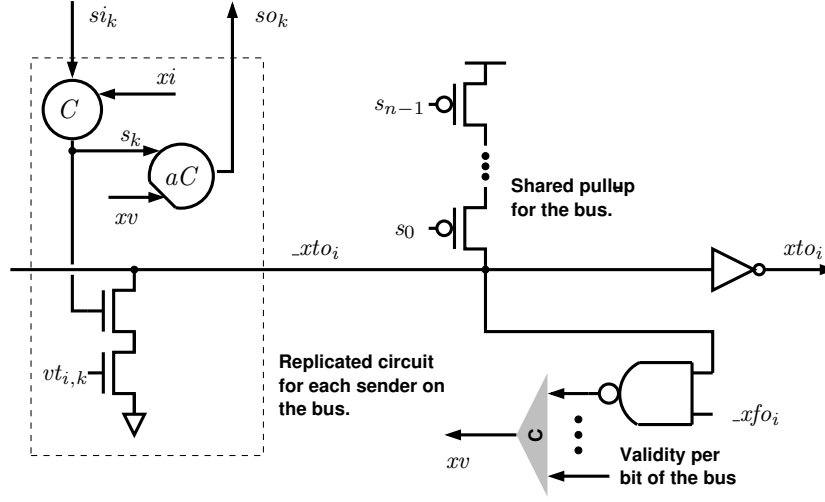 si_k
so_k
C
xi
s_k
aC
xv
s_{n−1}
Shared pullup
for the bus.
s_0
_xto_i
xto_i
vt_{i,k}
Replicated circuit
for each sender on
the bus.
_xfo_i
C
xv
Validity per
bit of the bus